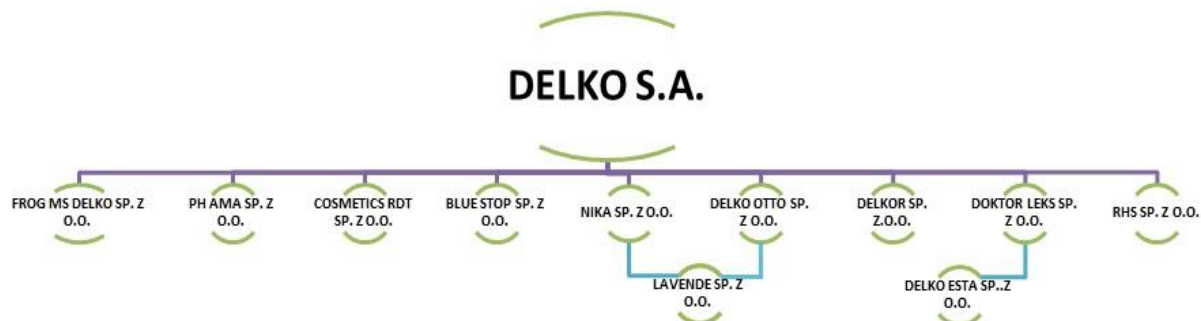 DELKO S.A.
FROG MS DELKO SP. Z
O.O.
PH AMA SP. Z
O.O.
COSMETICS RDT
SP. Z O.O.
BLUE STOP SP. Z
O.O.
NIKA SP. Z O.O.
DELKO OTTO SP.
Z O.O.
DELKOR SP.
Z.O.O.
DOKTOR LEKS SP.
Z O.O.
RHS SP. Z O.O.
LAVENDE SP. Z
O.O.
DELKO ESTA SP..Z
O.O.